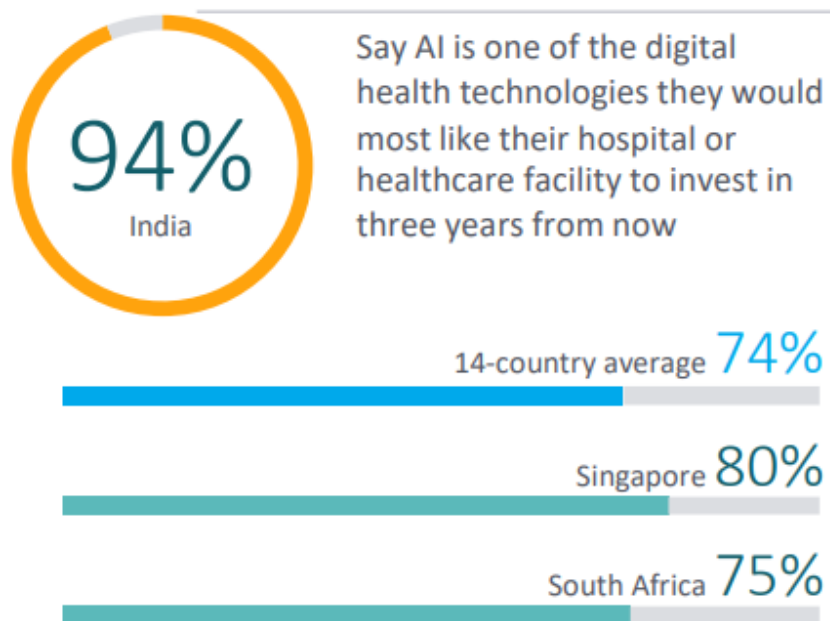 94%
India
Say AI is one of the digital
health technologies they would
most like their hospital or
healthcare facility to invest in
three years from now
14-country average 74%
Singapore 80%
South Africa 75%